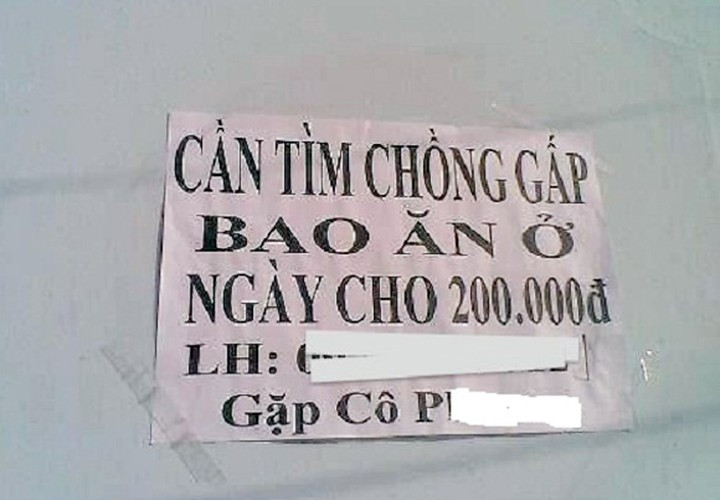 CẦN TÌM CHỒNG GẤP
BAO ĂN Ở
NGÀY CHO 200.000đ
LH:
Gặp Cô